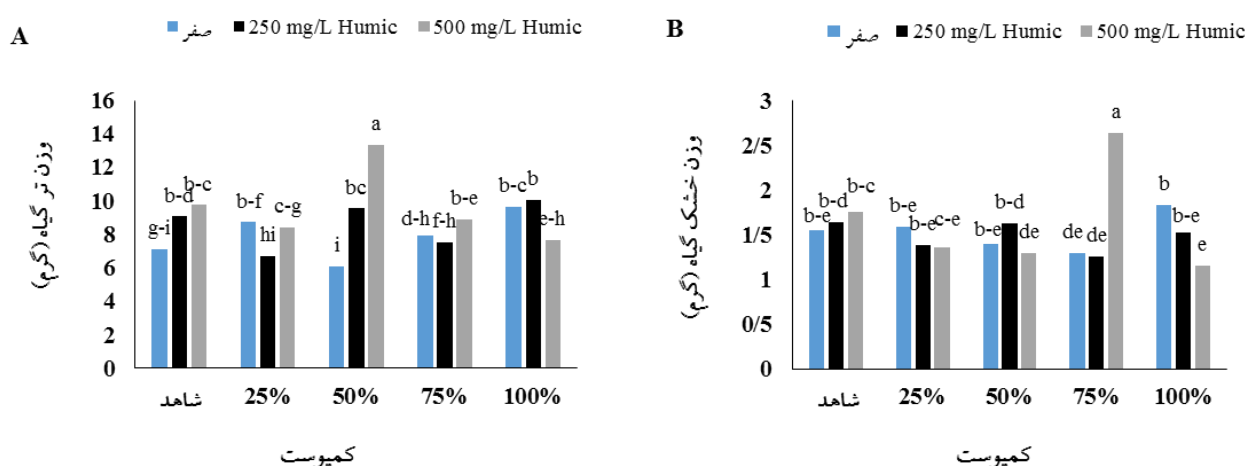 A
صفر 250 mg/L Humic 500 mg/L Humic
وزن تر گیاه (گرم)
16
14
12
10
8
6
4
2
0
g-i b-d b-c
b-f hi c-g
i bc a
d-h f-h b-e
b-c b e-h
شاهد 25% 50% 75% 100%
کمپوست
B
صفر 250 mg/L Humic 500 mg/L Humic
وزن خشک گیاه (گرم)
3
2/5
2
1/5
1
0/5
0
b-e b-d b-c
b-e b-e c-e
b-e b-d de
de de a
b b-e e
شاهد 25% 50% 75% 100%
کمپوست